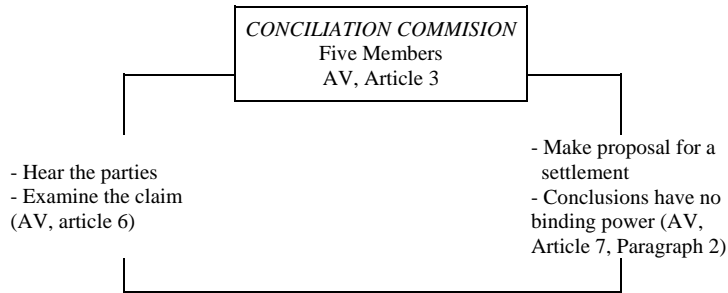 CONCILIATION COMMISION
Five Members
AV, Article 3
- Hear the parties
- Examine the claim
(AV, article 6)
- Make proposal for a
settlement
- Conclusions have no
binding power (AV,
Article 7, Paragraph 2)